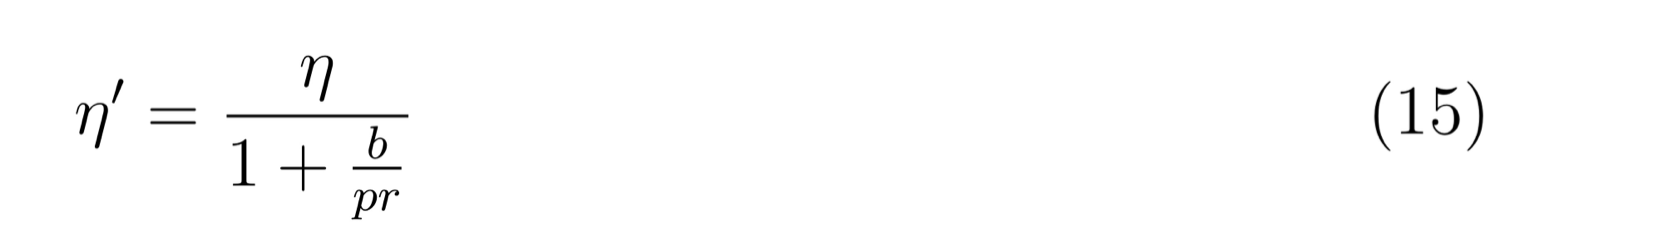 η′ = η / (1 + b/(pr)) (15)